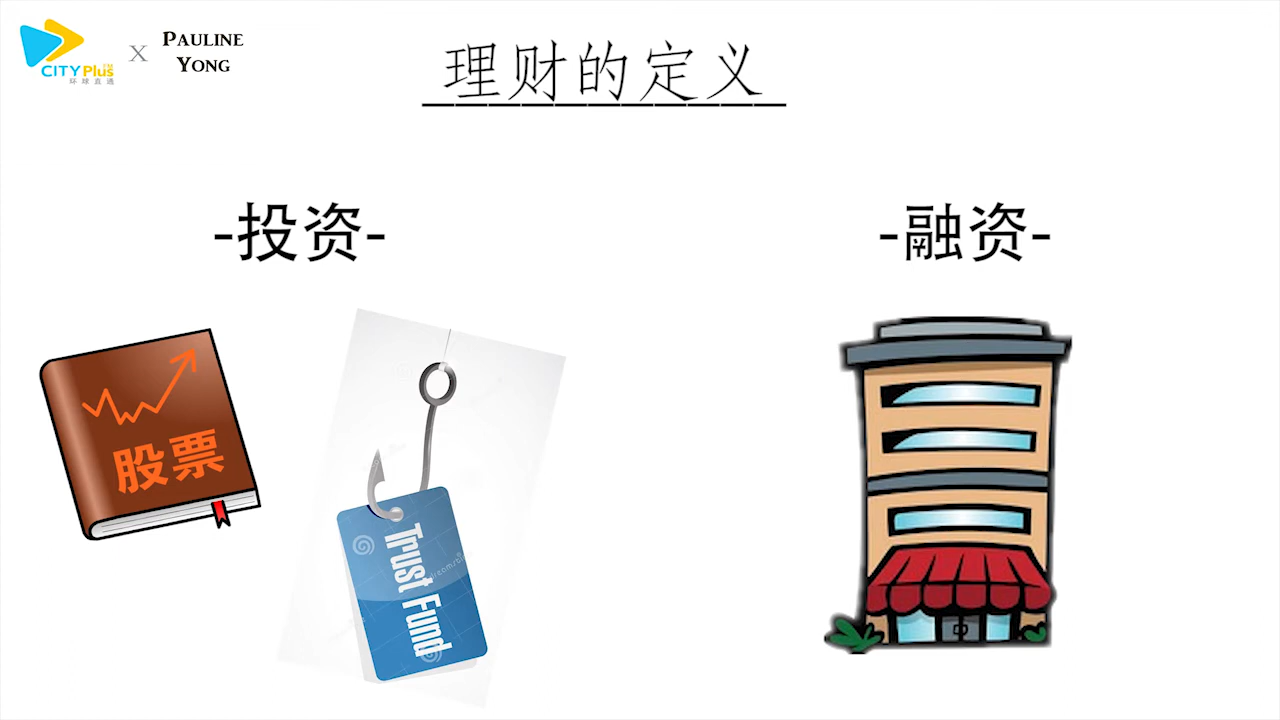 CITY Plus FM
环球直通
X
PAULINE
YONG
理财的定义
-投资-
-融资-
股票
Trust Fund